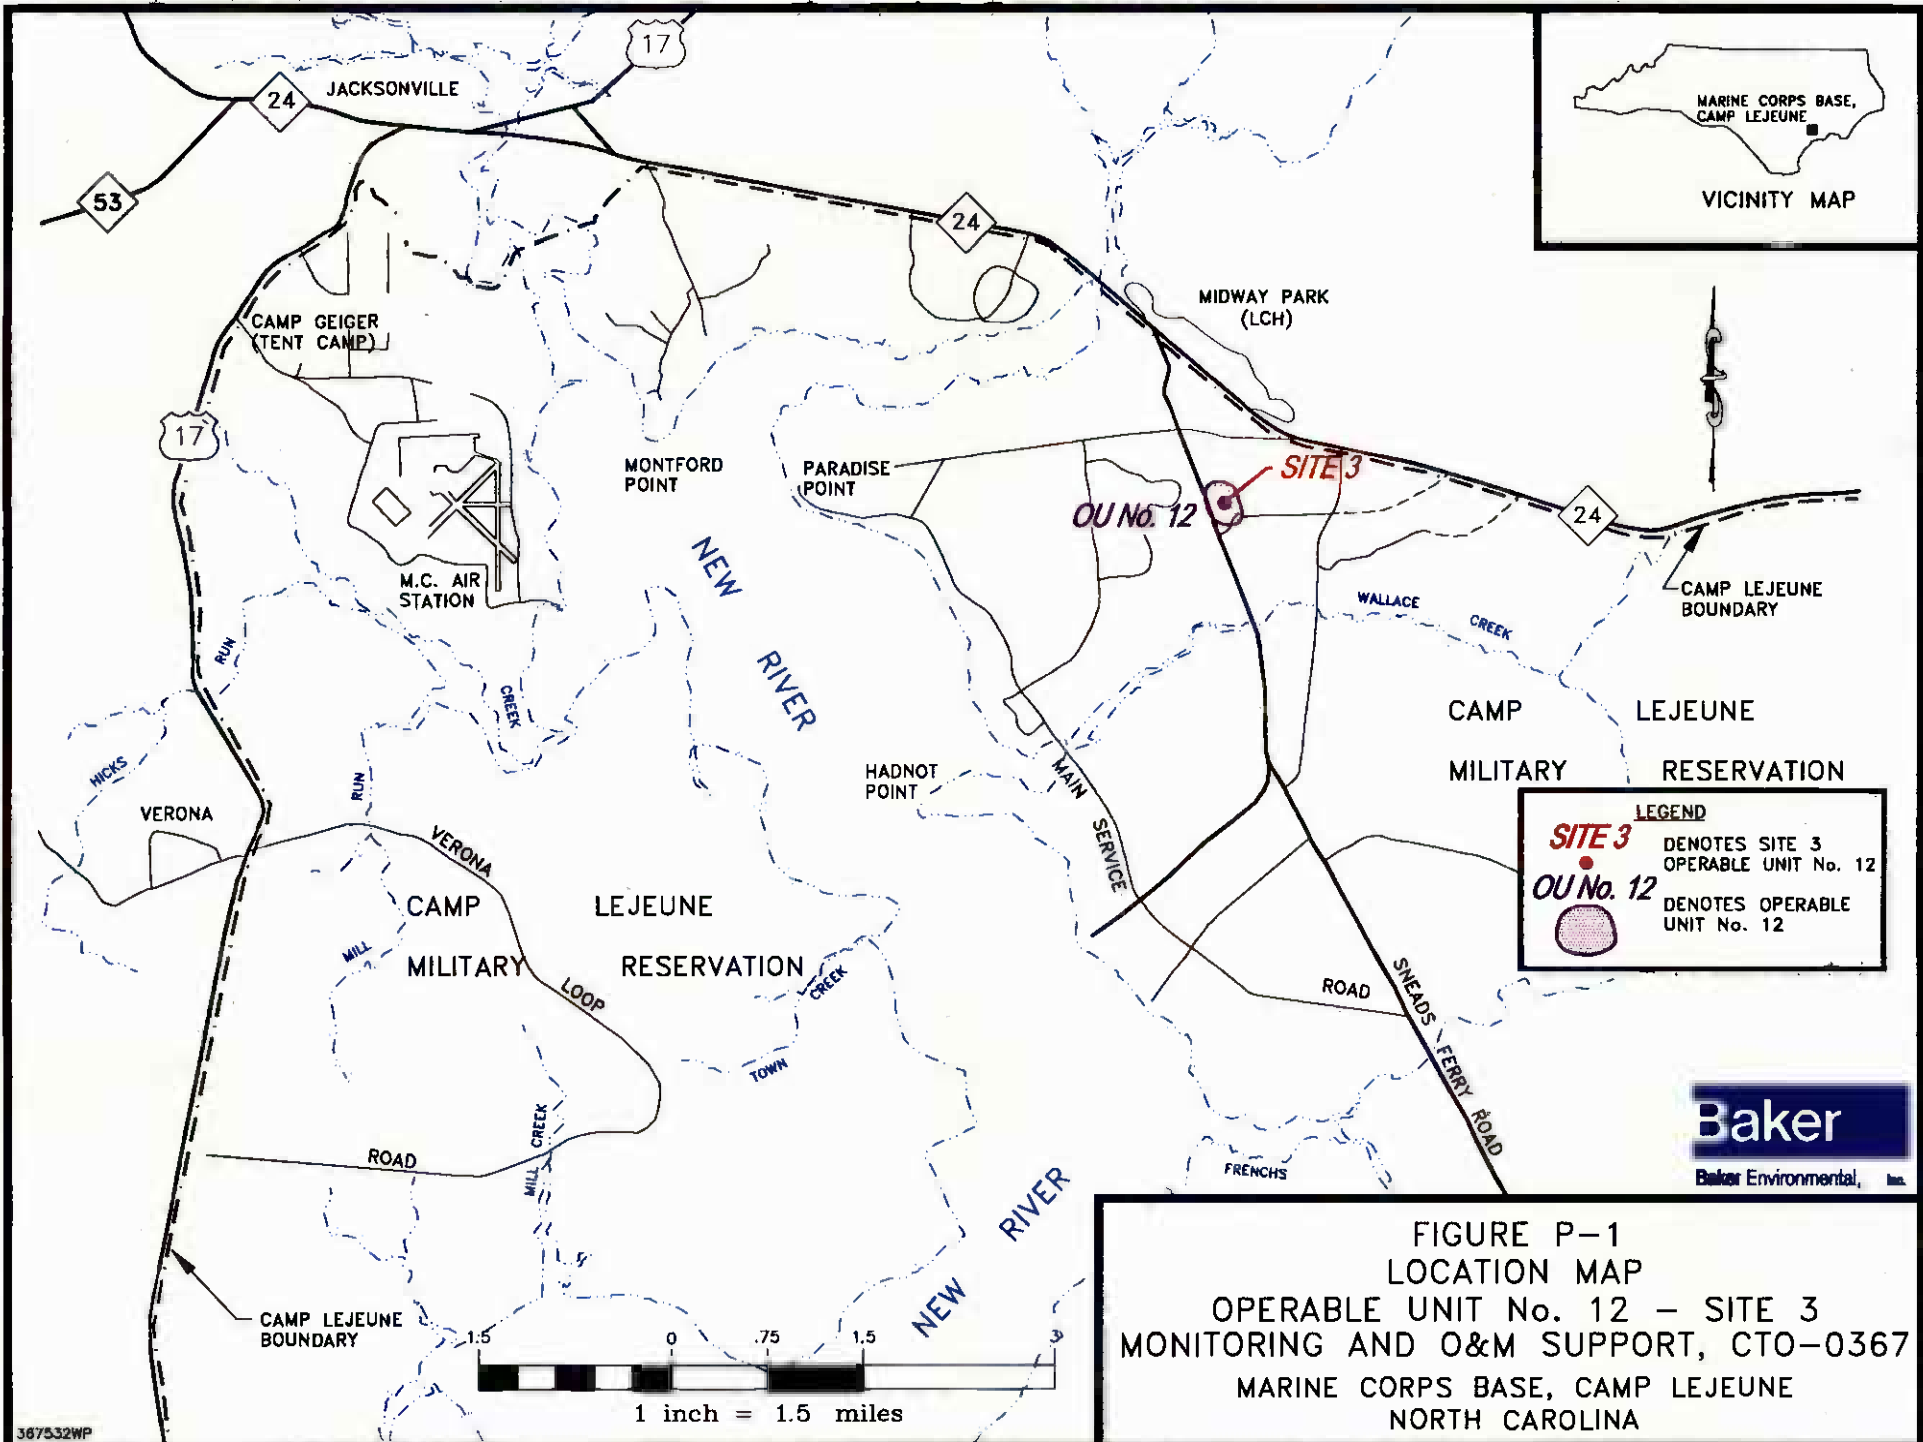 17
JACKSONVILLE
24
53
MARINE CORPS BASE,
CAMP LEJEUNE
VICINITY MAP
24
MIDWAY PARK
(LCH)
CAMP GEIGER
(TENT CAMP)
17
MONTFORD
POINT
PARADISE
POINT
SITE 3
OU No. 12
24
M.C. AIR
STATION
NEW
RIVER
CAMP LEJEUNE
BOUNDARY
WALLACE
CREEK
RUN
CREEK
HICKS
RUN
CAMP LEJEUNE
MILITARY RESERVATION
HADNOT
POINT
MAIN
SERVICE
ROAD
VERONA
VERONA
LOOP
ROAD
CAMP LEJEUNE
MILITARY RESERVATION
MILL
CREEK
TOWN
MILL CREEK
SNEADS FERRY ROAD
FRENCHS
NEW RIVER
LEGEND
SITE 3
DENOTES SITE 3
OPERABLE UNIT No. 12
OU No. 12
DENOTES OPERABLE
UNIT No. 12
Baker
Baker Environmental, Inc.
CAMP LEJEUNE
BOUNDARY
1.5 0 .75 1.5 3
1 inch = 1.5 miles
FIGURE P-1
LOCATION MAP
OPERABLE UNIT No. 12 - SITE 3
MONITORING AND O&M SUPPORT, CTO-0367
MARINE CORPS BASE, CAMP LEJEUNE
NORTH CAROLINA
367532WP